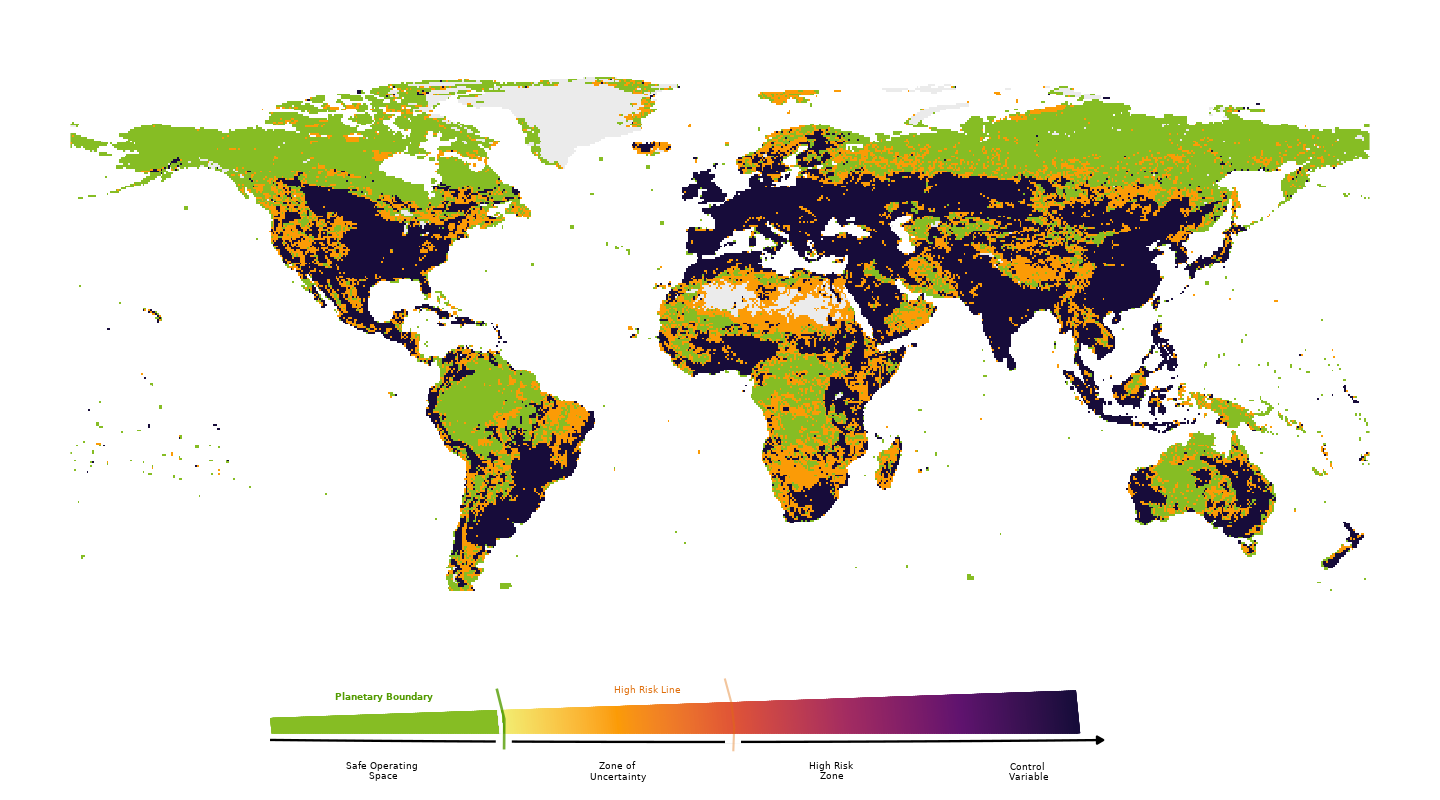 Planetary Boundary
High Risk Line
Safe Operating
Space
Zone of
Uncertainty
High Risk
Zone
Control
Variable